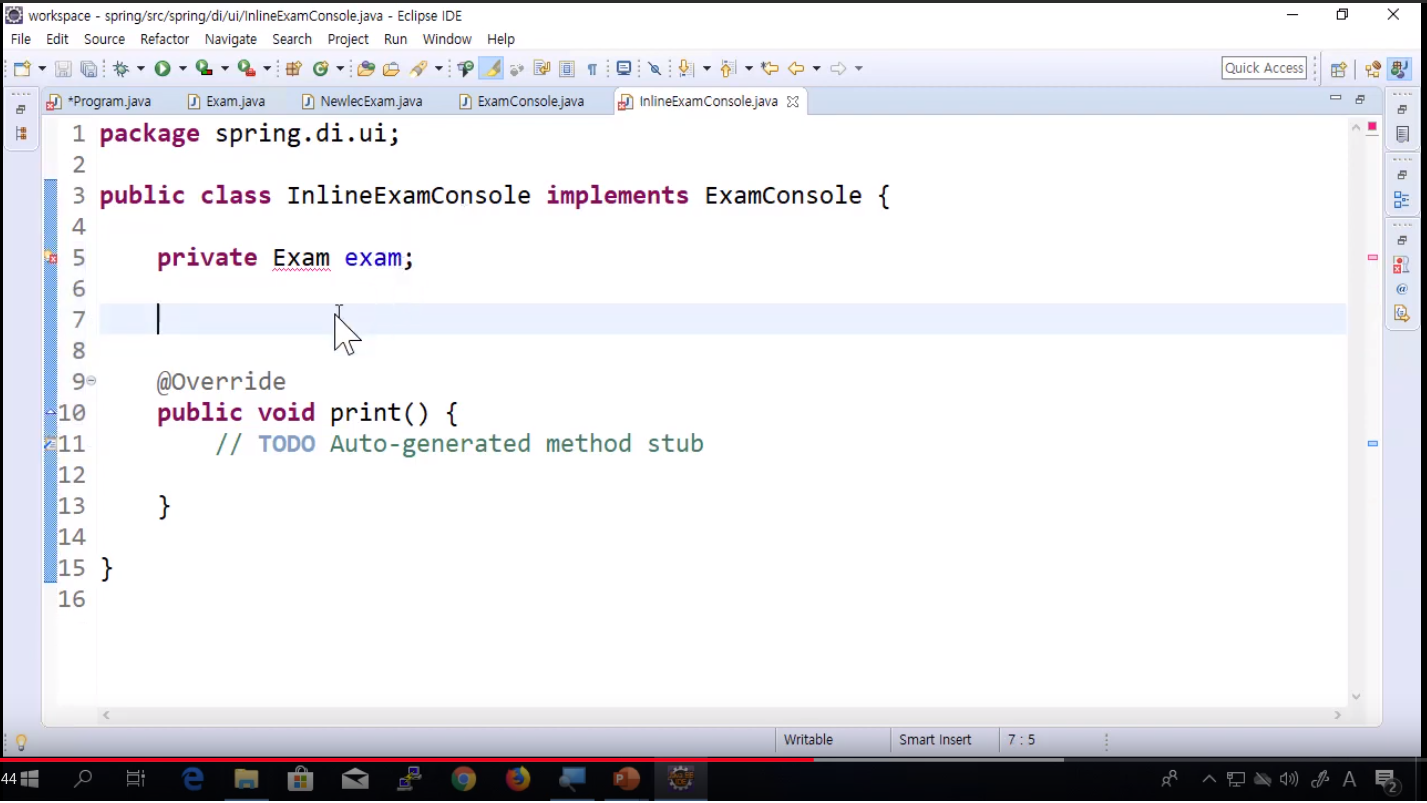 workspace - spring/src/spring/di/ui/InlineExamConsole.java - Eclipse IDE
File Edit Source Refactor Navigate Search Project Run Window Help
Quick Access
*Program.java Exam.java NewlecExam.java ExamConsole.java InlineExamConsole.java
1 package spring.di.ui;
2
3 public class InlineExamConsole implements ExamConsole {
4
5 private Exam exam;
6
7
8
9 @Override
10 public void print() {
11 // TODO Auto-generated method stub
12
13 }
14
15 }
16
Writable Smart Insert 7 : 5
44 A 2